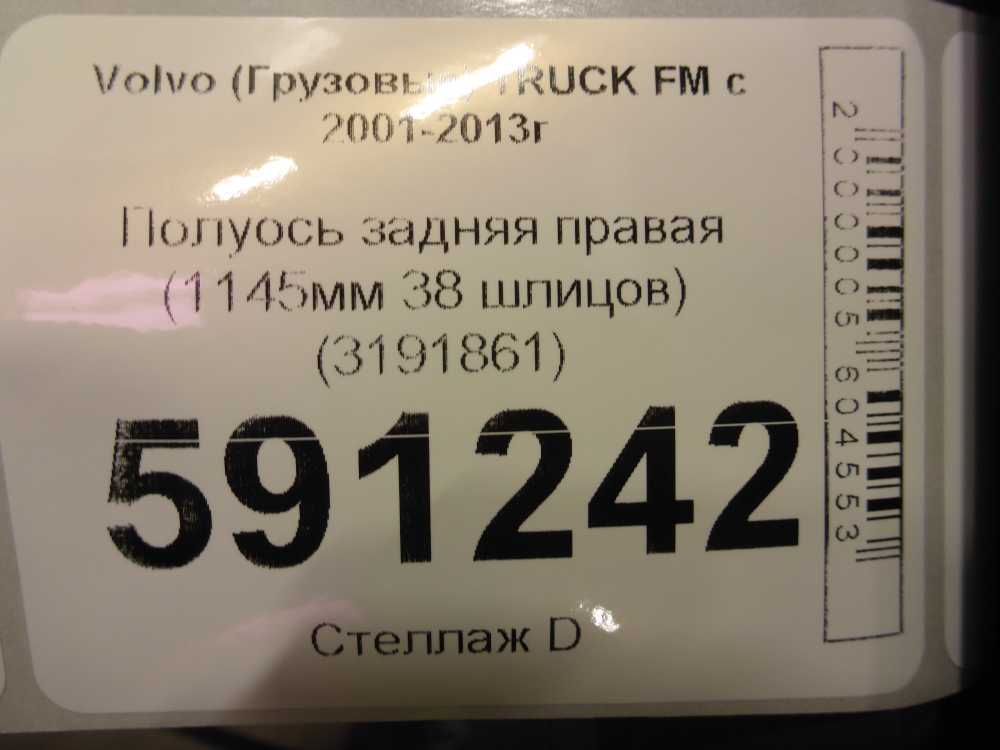 Volvo (Грузовые) TRUCK FM с
2001-2013г
Полуось задняя правая
(1145мм 38 шлицов)
(3191861)
591242
Стеллаж D
2000005604553